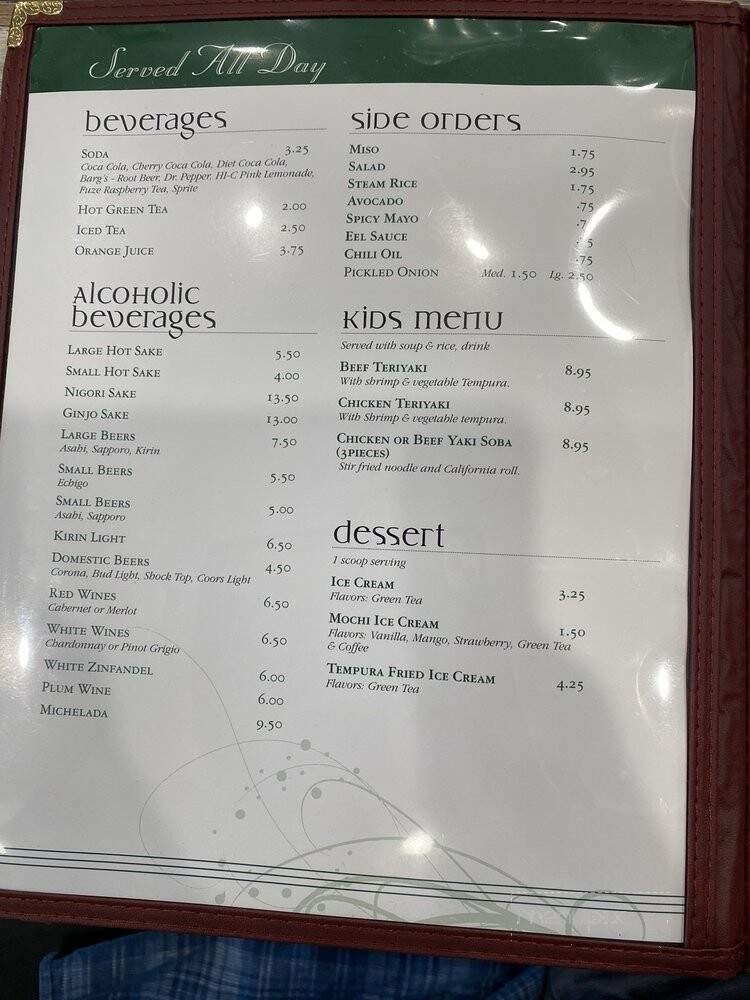 Served All Day
beverages
Soda 3.25
Coca Cola, Cherry Coca Cola, Diet Coca Cola,
Barg's - Root Beer, Dr. Pepper, HI-C Pink Lemonade,
Fuze Raspberry Tea, Sprite
Hot Green Tea 2.00
Iced Tea 2.50
Orange Juice 3.75
Alcoholic
beverages
Large Hot Sake 5.50
Small Hot Sake 4.00
Nigori Sake 13.50
Ginjo Sake 13.00
Large Beers 7.50
Asahi, Sapporo, Kirin
Small Beers 5.50
Echigo
Small Beers 5.00
Asahi, Sapporo
Kirin Light 6.50
Domestic Beers 4.50
Corona, Bud Light, Shock Top, Coors Light
Red Wines 6.50
Cabernet or Merlot
White Wines 6.50
Chardonnay or Pinot Grigio
White Zinfandel 6.00
Plum Wine 6.00
Michelada 9.50
side orders
Miso 1.75
Salad 2.95
Steam Rice 1.75
Avocado .75
Spicy Mayo
Eel Sauce
Chili Oil .75
Pickled Onion Med. 1.50 Lg. 2.50
kids menu
Served with soup & rice, drink
Beef Teriyaki 8.95
With shrimp & vegetable Tempura.
Chicken Teriyaki 8.95
With Shrimp & vegetable tempura.
Chicken or Beef Yaki Soba 8.95
(3pieces)
Stir fried noodle and California roll.
dessert
1 scoop serving
Ice Cream 3.25
Flavors: Green Tea
Mochi Ice Cream 1.50
Flavors: Vanilla, Mango, Strawberry, Green Tea
& Coffee
Tempura Fried Ice Cream 4.25
Flavors: Green Tea